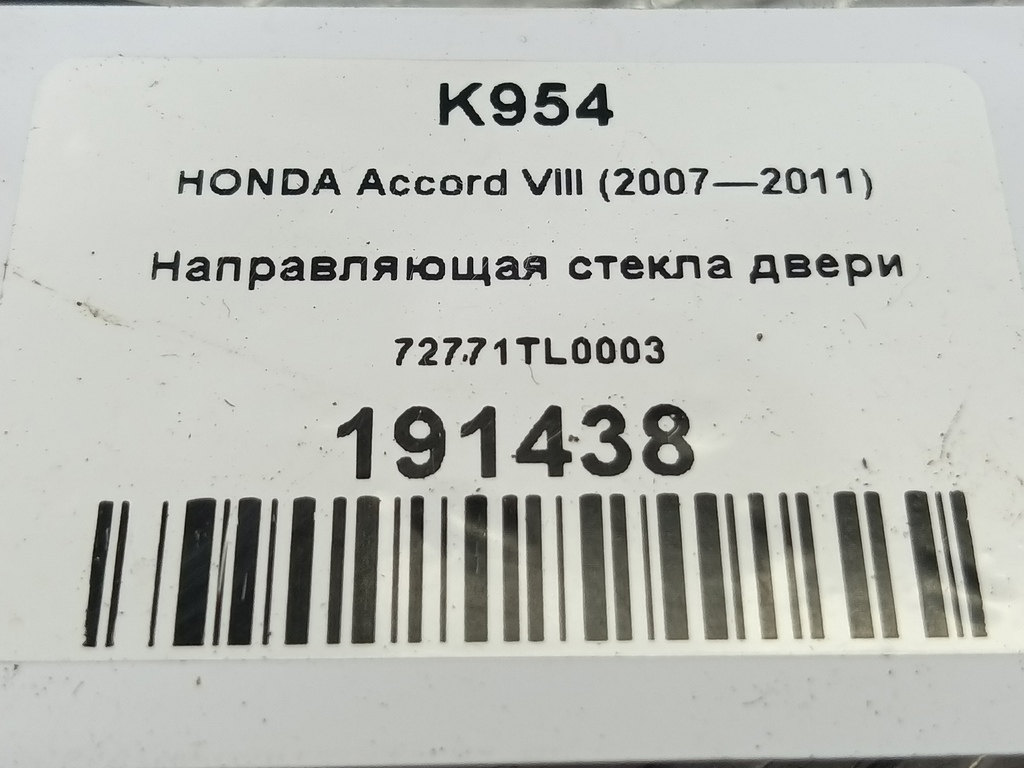 K954
HONDA Accord VIII (2007—2011)
Направляющая стекла двери
72771TL0003
191438